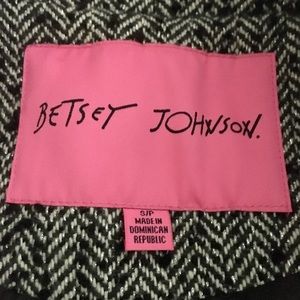 BETSEY JOHNSON.
S/P
MADE IN
DOMINICAN
REPUBLIC